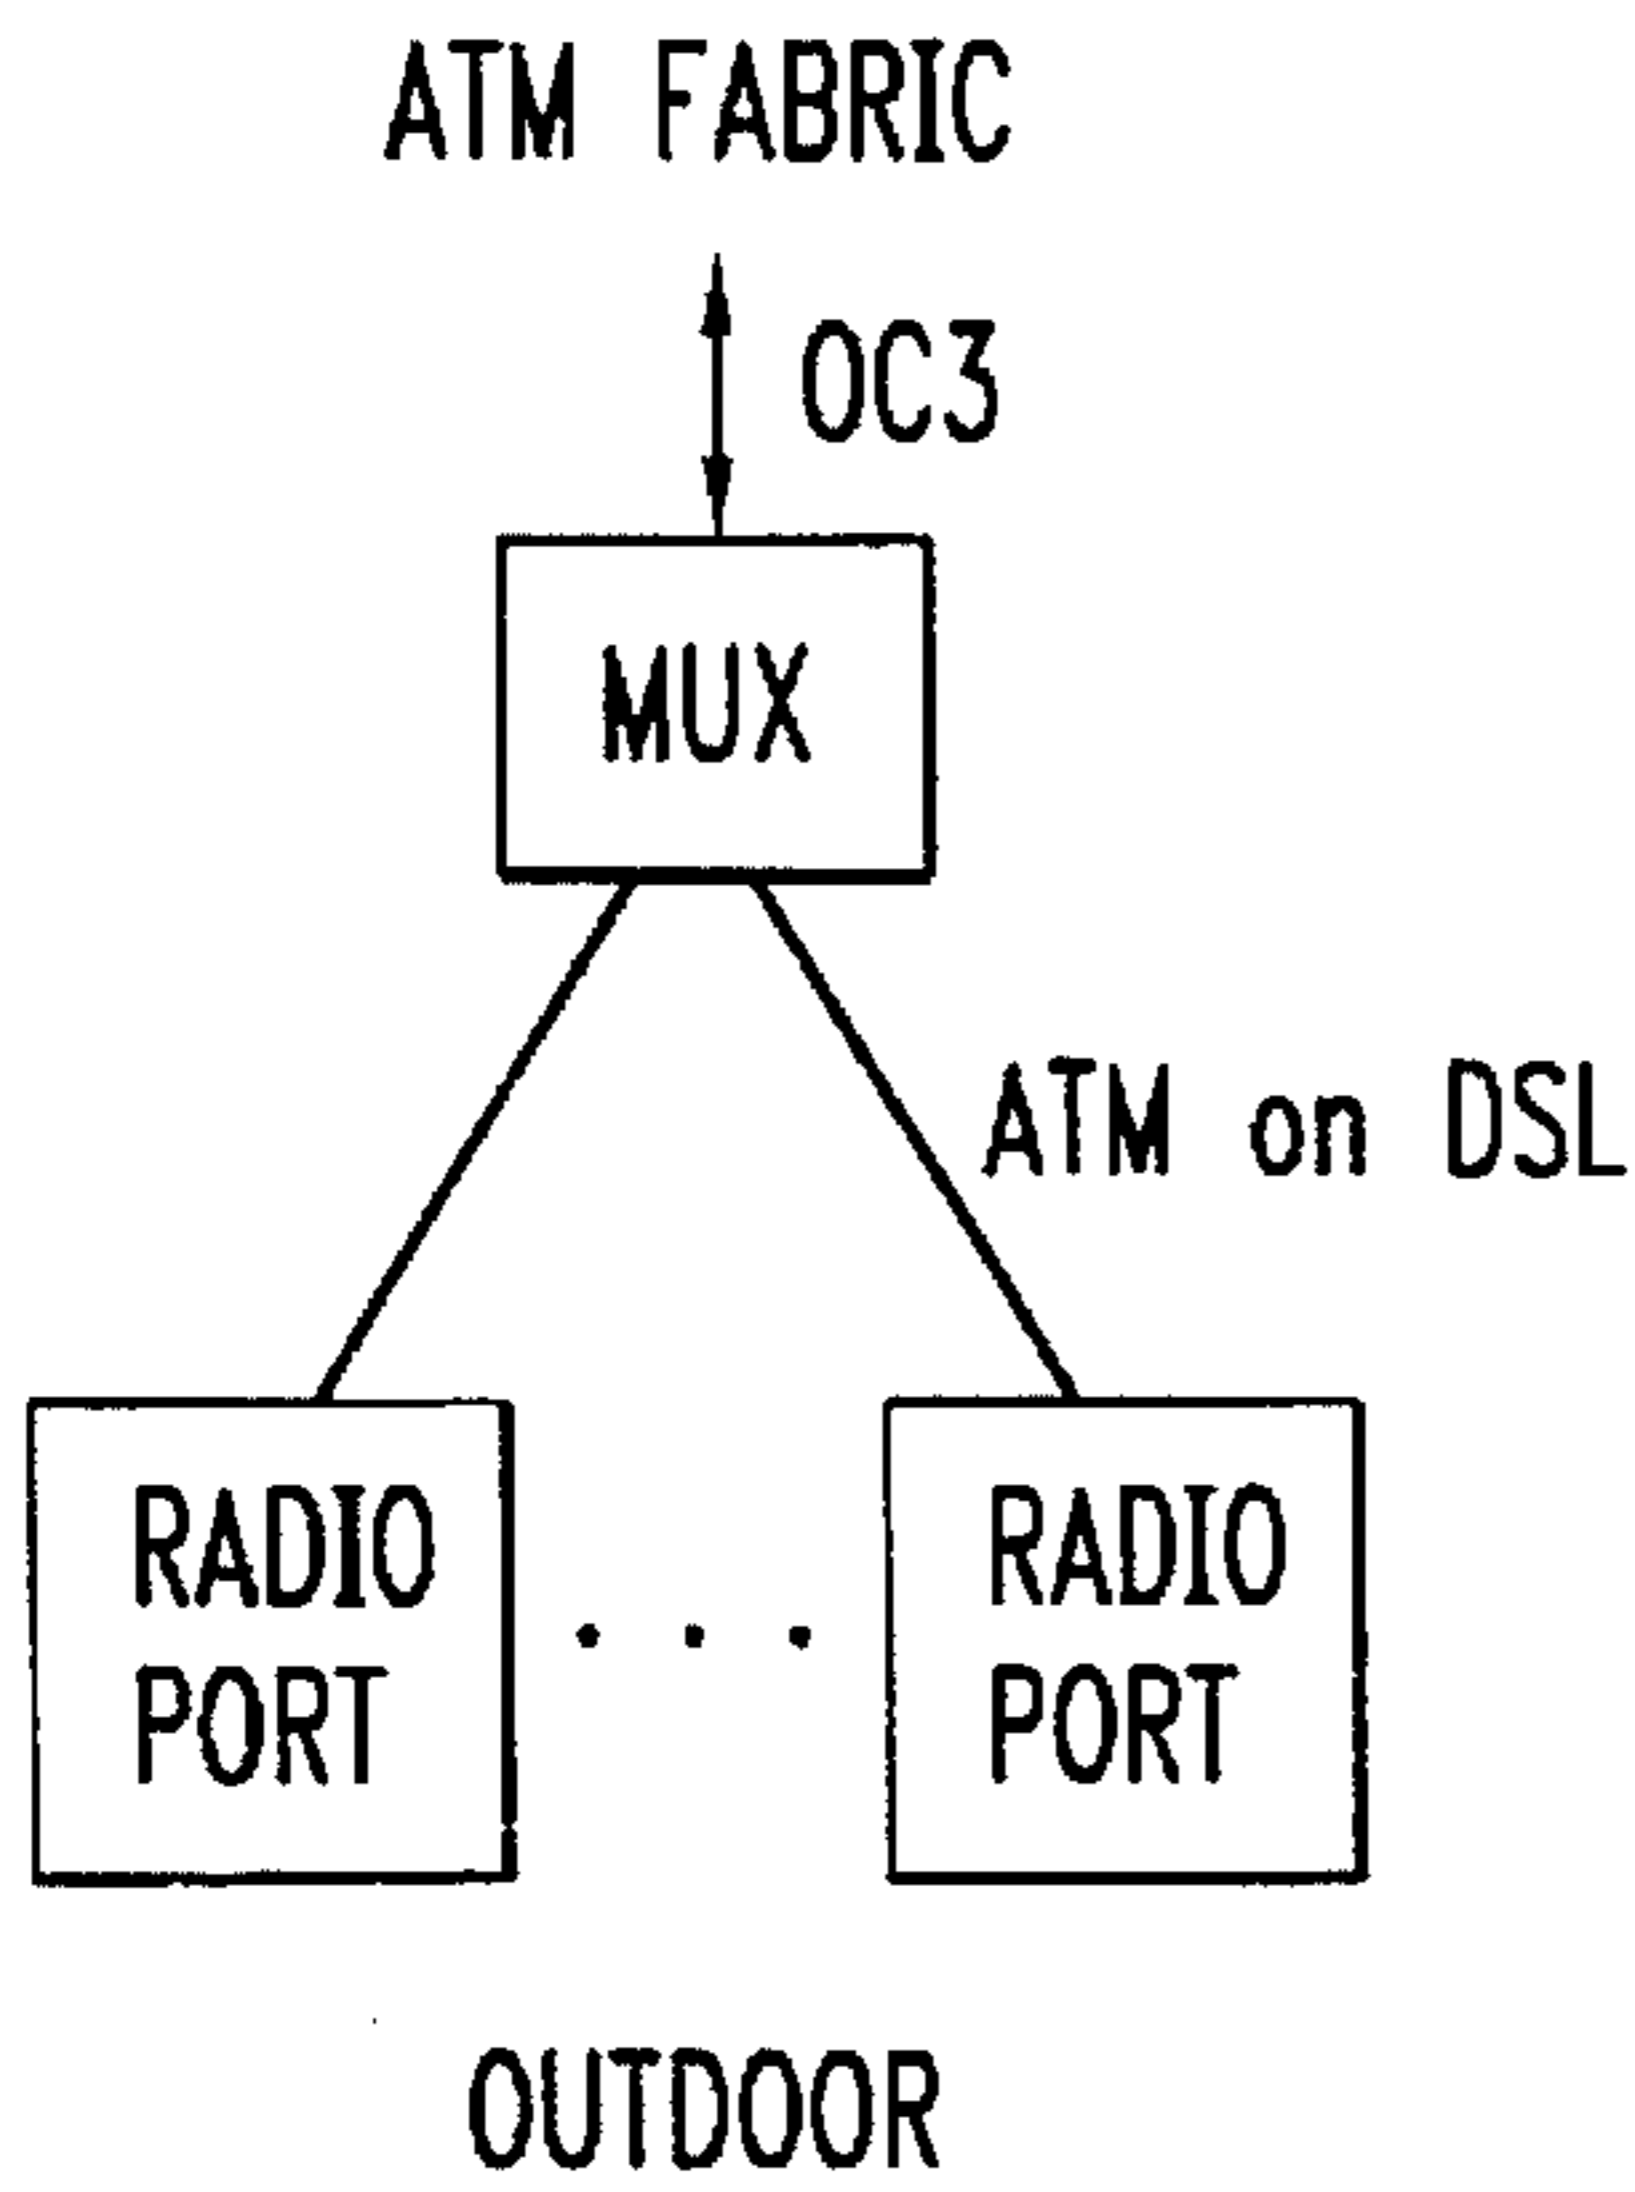 ATM FABRIC
OC3
MUX
ATM on DSL
RADIO
PORT
RADIO
PORT
OUTDOOR